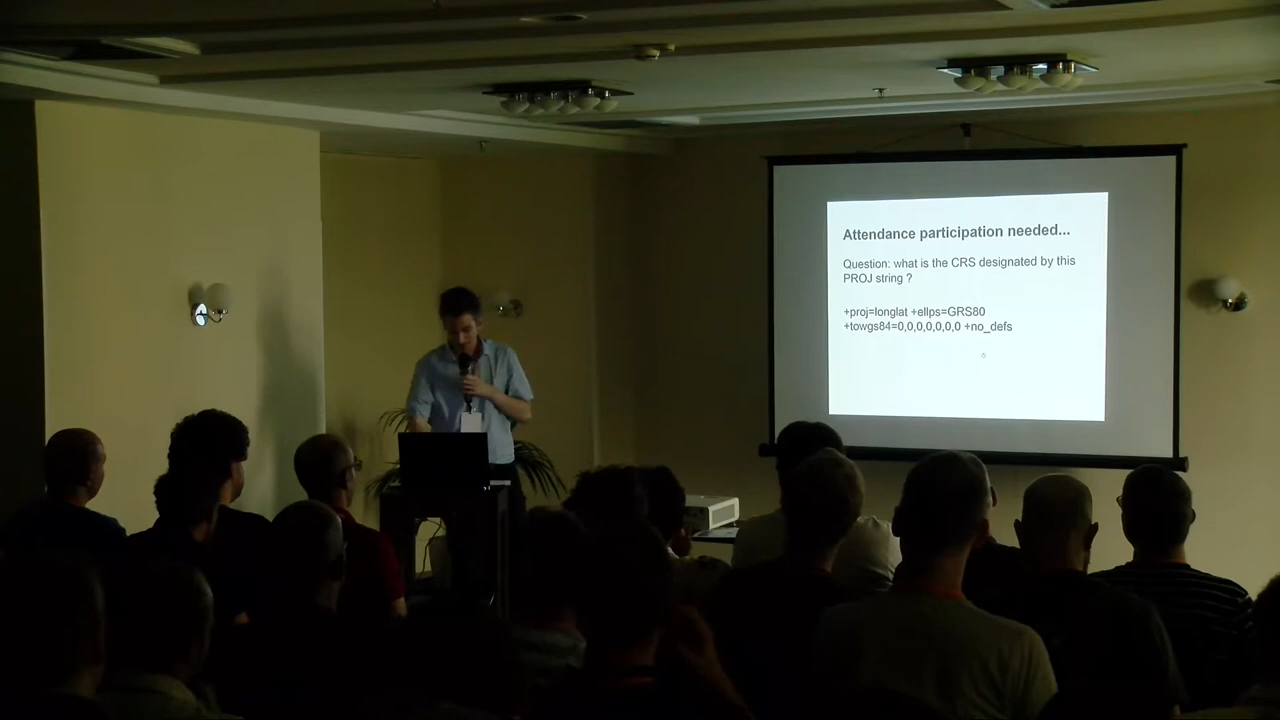 Attendance participation needed...
Question: what is the CRS designated by this
PROJ string ?
+proj=longlat +ellps=GRS80
+towgs84=0,0,0,0,0,0,0 +no_defs